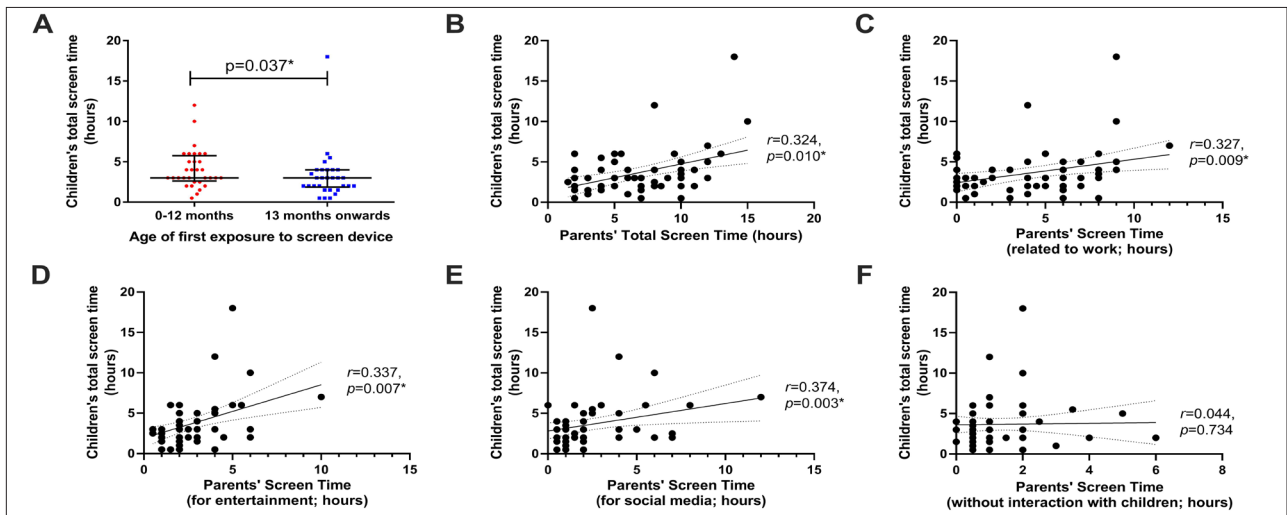 A
Children's total screen time
(hours)
20
15
10
5
0
p=0.037*
0-12 months
13 months onwards
Age of first exposure to screen device
B
Children's total screen time
(hours)
20
15
10
5
0
r=0.324,
p=0.010*
0
5
10
15
20
Parents' Total Screen Time (hours)
C
Children's total screen time
(hours)
20
15
10
5
0
r=0.327,
p=0.009*
0
5
10
15
Parents' Screen Time
(related to work; hours)
D
Children's total screen time
(hours)
20
15
10
5
0
r=0.337,
p=0.007*
0
5
10
15
Parents' Screen Time
(for entertainment; hours)
E
Children's total screen time
(hours)
20
15
10
5
0
r=0.374,
p=0.003*
0
5
10
15
Parents' Screen Time
(for social media; hours)
F
Children's total screen time
(hours)
20
15
10
5
0
r=0.044,
p=0.734
0
2
4
6
8
Parents' Screen Time
(without interaction with children; hours)